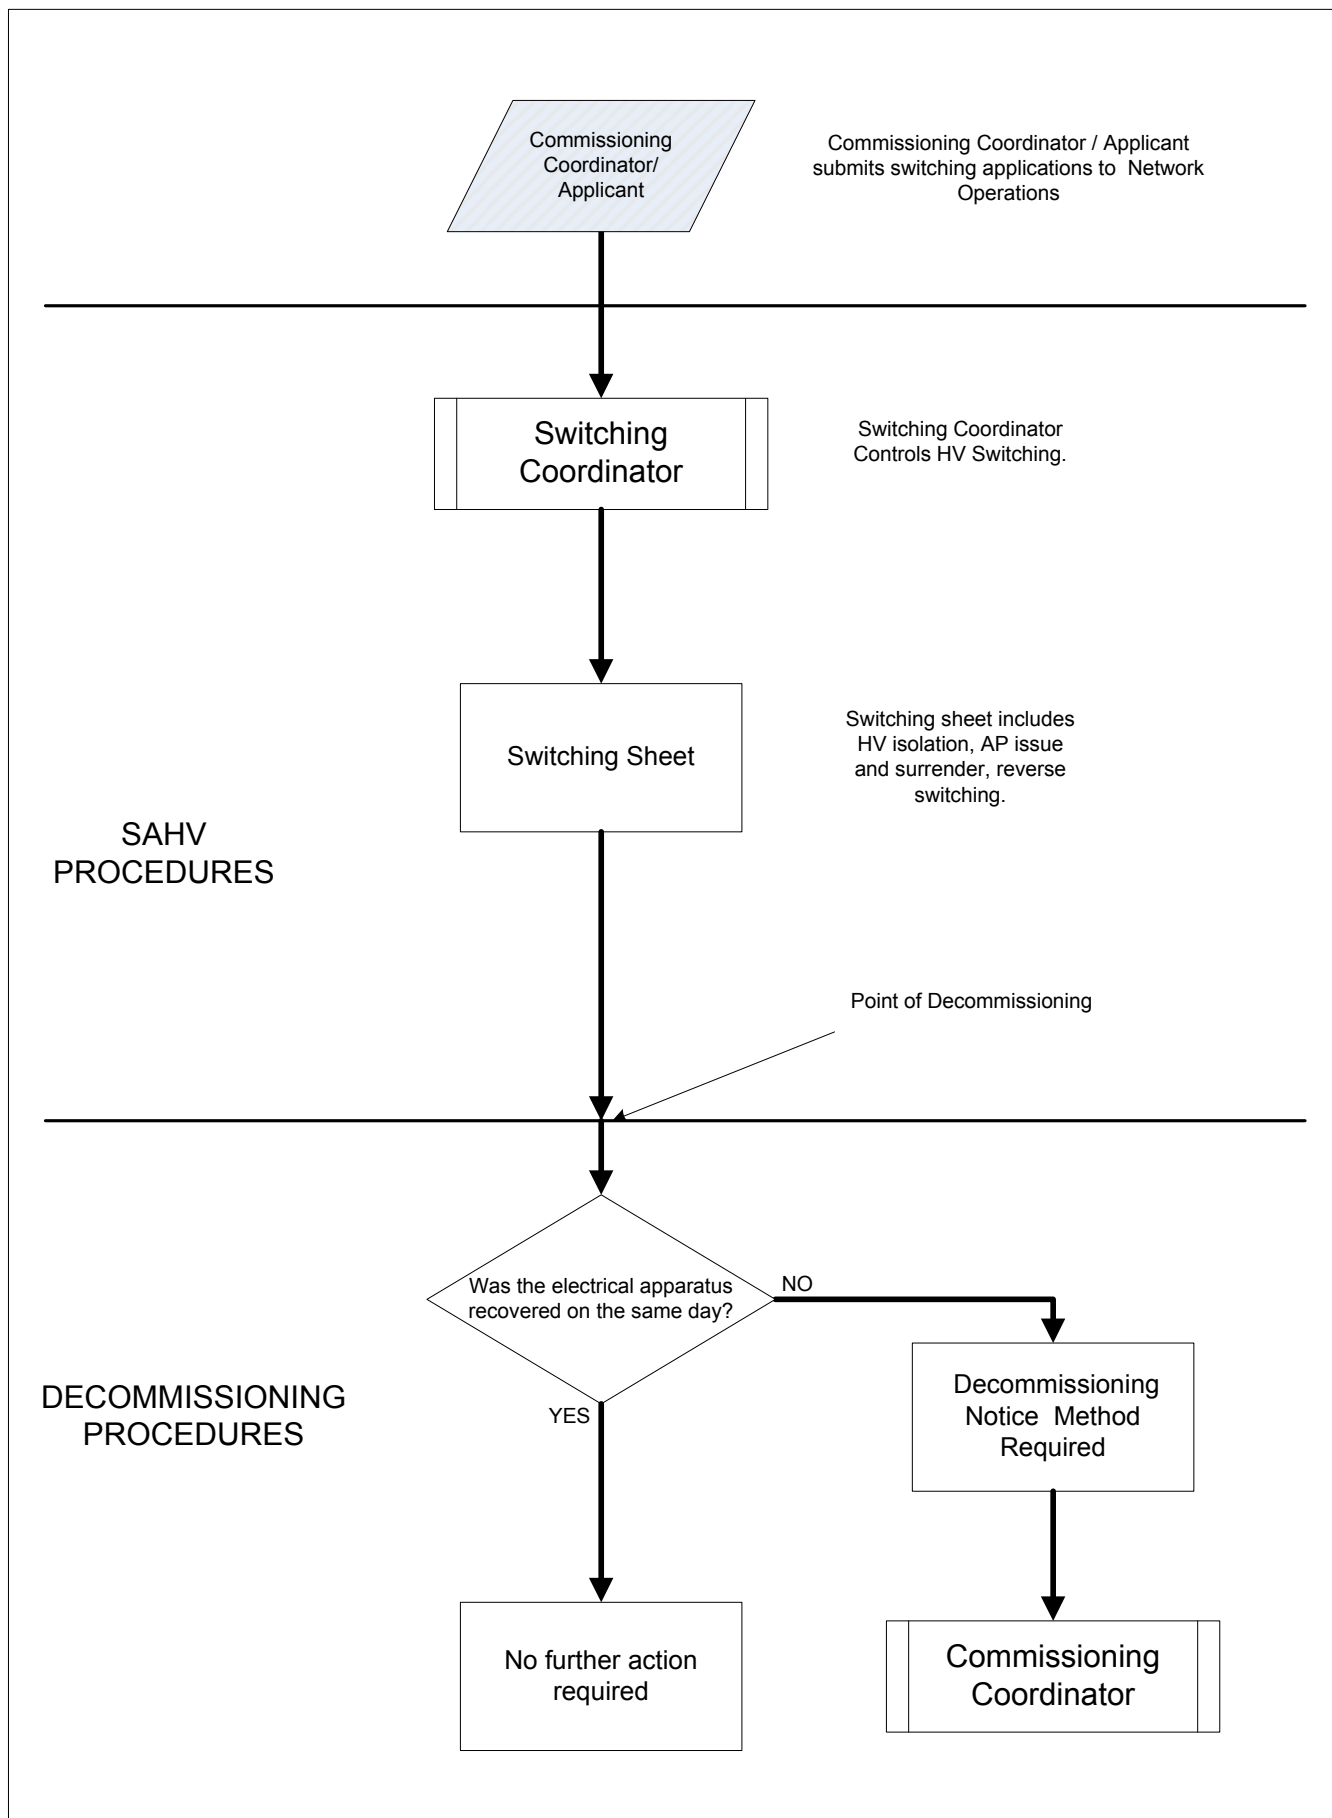 Commissioning
Coordinator/
Applicant
Commissioning Coordinator / Applicant
submits switching applications to Network
Operations
Switching
Coordinator
Switching Coordinator
Controls HV Switching.
Switching Sheet
Switching sheet includes
HV isolation, AP issue
and surrender, reverse
switching.
SAHV
PROCEDURES
Point of Decommissioning
Was the electrical apparatus
recovered on the same day?
NO
YES
Decommissioning
Notice Method
Required
DECOMMISSIONING
PROCEDURES
No further action
required
Commissioning
Coordinator